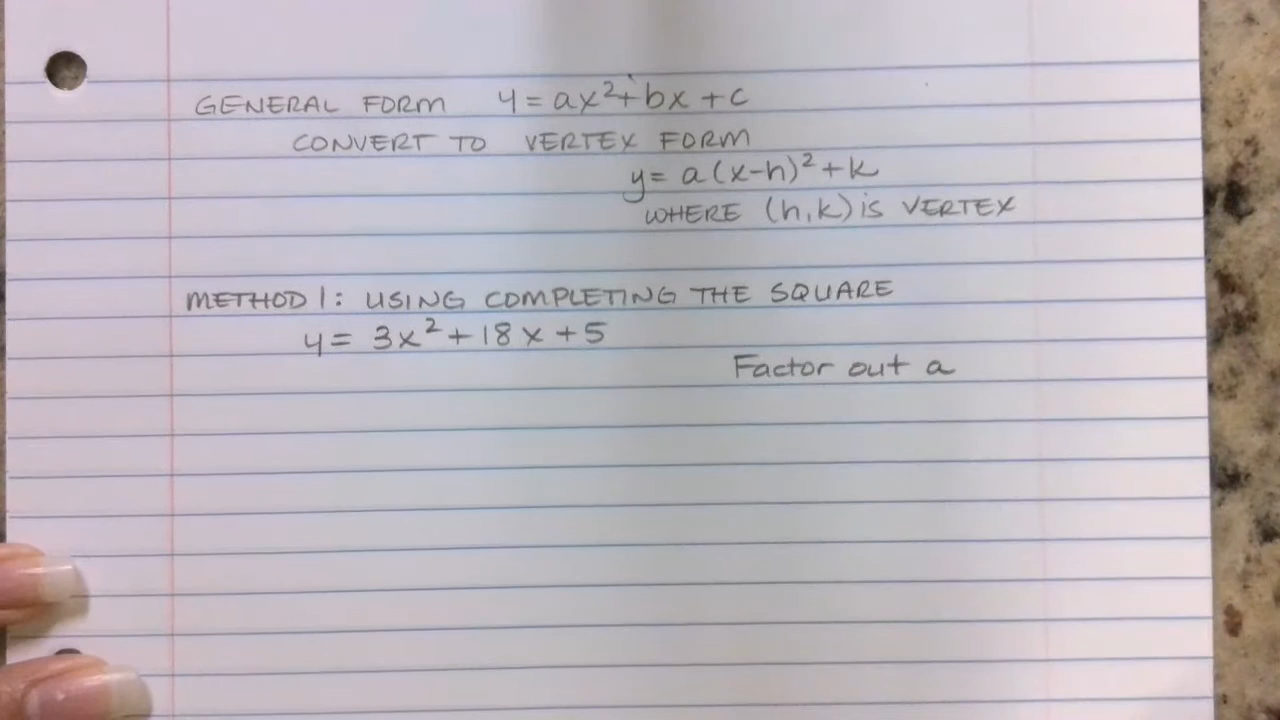 GENERAL FORM y = ax²+bx+c
CONVERT TO VERTEX FORM
y = a(x-h)²+k
WHERE (h,k) is VERTEX
METHOD 1: USING COMPLETING THE SQUARE
y = 3x²+18x+5
Factor out a